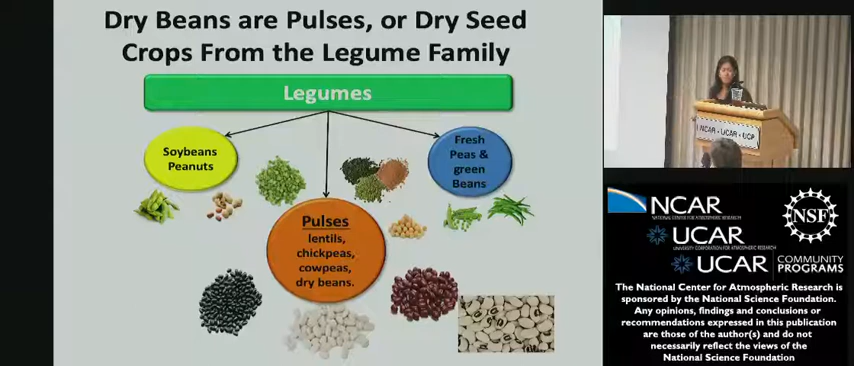 Dry Beans are Pulses, or Dry Seed
Crops From the Legume Family
Legumes
Soybeans
Peanuts
Fresh
Peas &
green
Beans
Pulses
lentils,
chickpeas,
cowpeas,
dry beans.
NCAR · UCAR · UCP
NCAR
NATIONAL CENTER FOR ATMOSPHERIC RESEARCH
NSF
UCAR
UNIVERSITY CORPORATION FOR ATMOSPHERIC RESEARCH
UCAR
COMMUNITY
PROGRAMS
The National Center for Atmospheric Research is
sponsored by the National Science Foundation.
Any opinions, findings and conclusions or
recommendations expressed in this publication
are those of the author(s) and do not
necessarily reflect the views of the
National Science Foundation